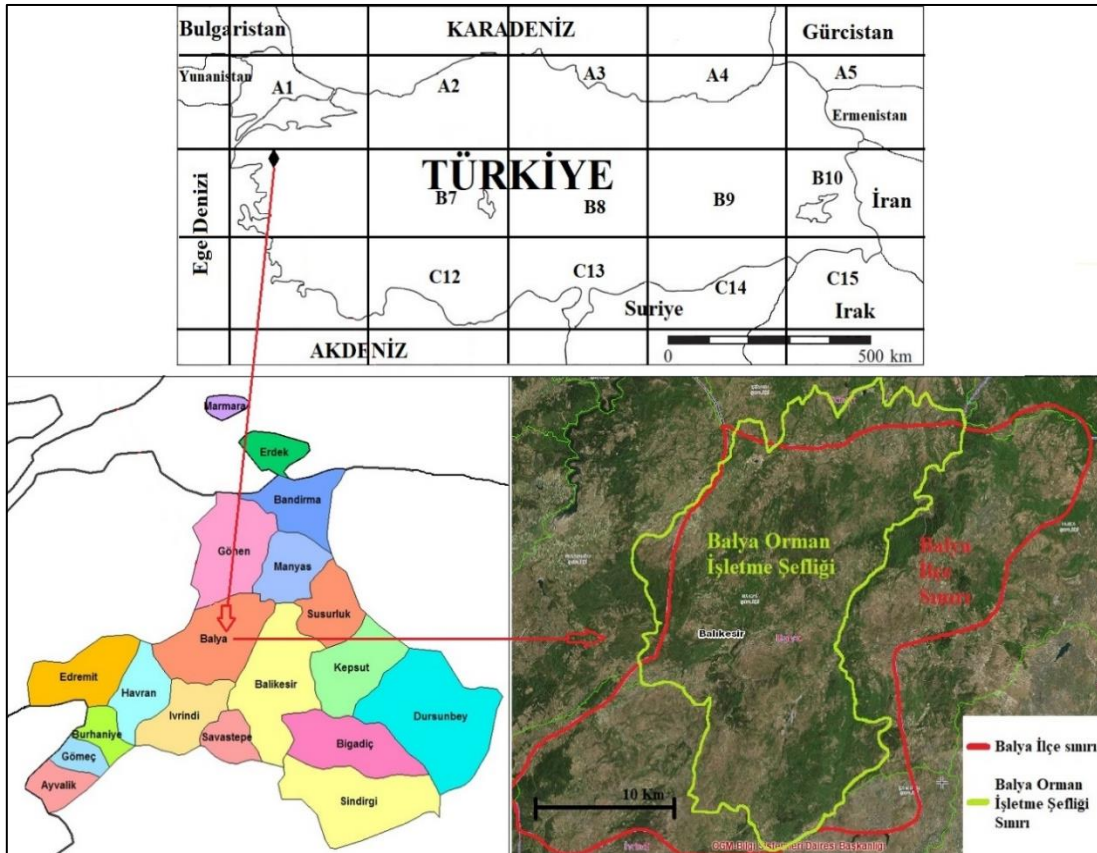 Bulgaristan
KARADENİZ
Gürcistan
Yunanistan
A1
A2
A3
A4
A5
Ermenistan
TÜRKİYE
Ege Denizi
B7
B8
B9
B10
İran
C12
C13
C14
C15
Suriye
Irak
AKDENİZ
0
500 km
Marmara
Erdek
Bandirma
Gönen
Manyas
Susurluk
Balya
Edremit
Havran
Balikesir
Kepsut
Dursunbey
Ivrindi
Savastepe
Burhaniye
Gömeç
Ayvalik
Bigadiç
Sindirgi
Balya Orman
İşletme Şefliği
Balya
İlçe
Sınırı
Balıkesir
10 Km
Balya İlçe sınırı
Balya Orman
İşletme Şefliği
Sınırı